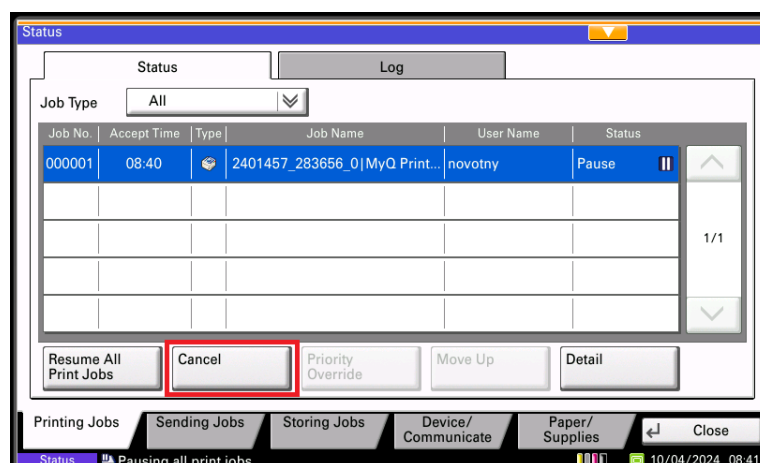 Status
Status Log
Job Type All
Job No. Accept Time Type Job Name User Name Status
000001 08:40 2401457_283656_0|MyQ Print... novotny Pause
1/1
Resume All Cancel Priority Move Up Detail
Print Jobs Override
Printing Jobs Sending Jobs Storing Jobs Device/ Paper/ Close
Communicate Supplies
Status Pausing all print jobs 10/04/2024 08:41